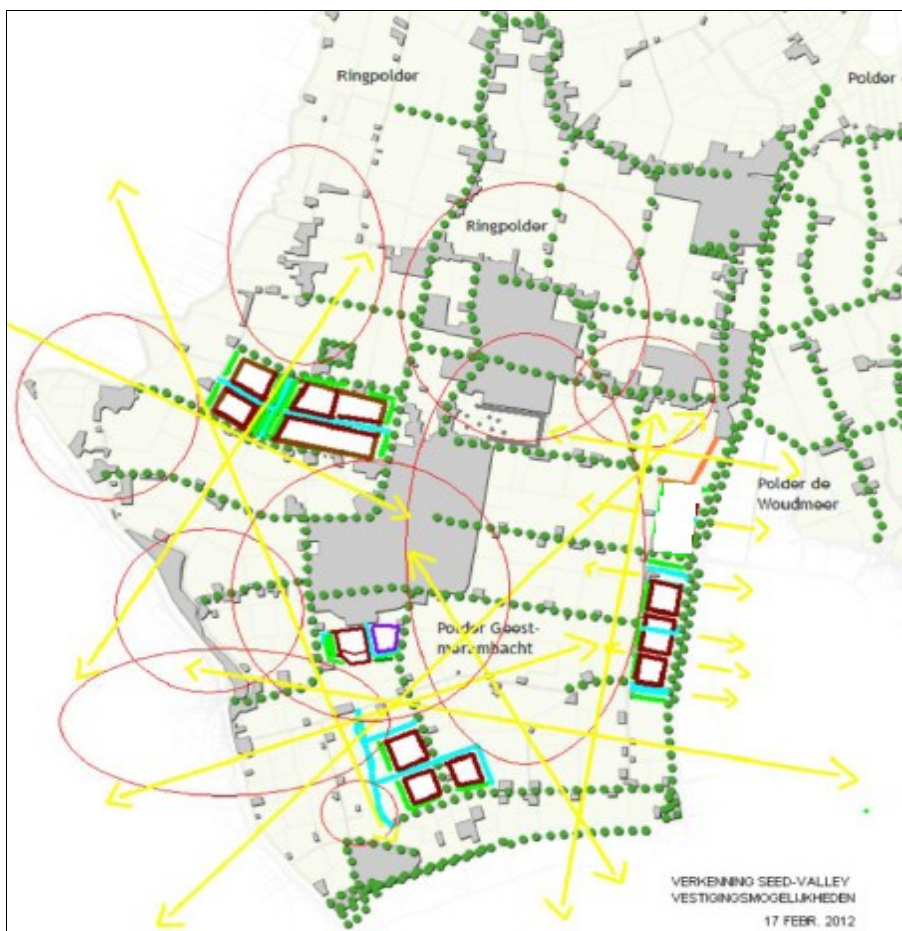 Ringpolder
Polder
Ringpolder
Polder de
Woudmeer
Polder Geest-
merambacht
VERKENNING SEED-VALLEY
VESTIGINGSMOGELIJKHEDEN
17 FEBR. 2012